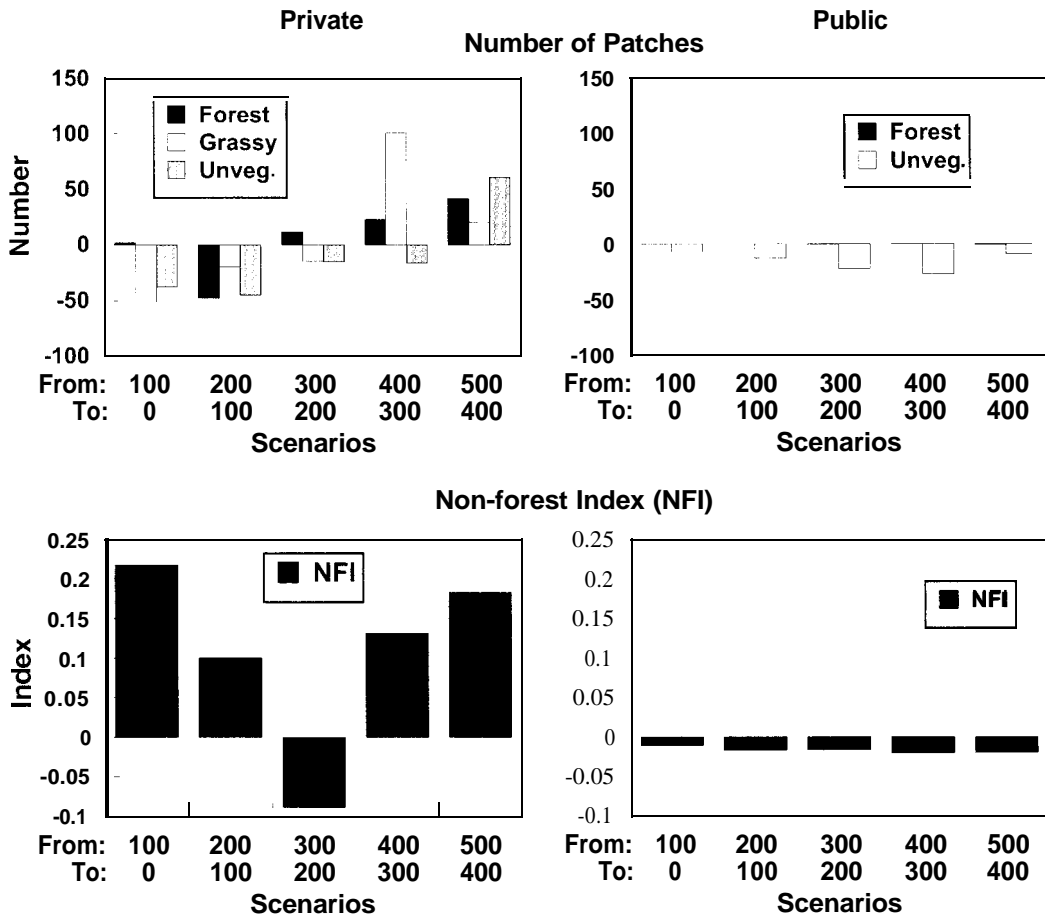 Private
Public
Number of Patches
150
100
50
0
-50
-100
Number
Forest
Grassy
Unveg.
From: 100 200 300 400 500
To: 0 100 200 300 400
Scenarios
150
100
50
0
-50
-100
Forest
Unveg.
From: 100 200 300 400 500
To: 0 100 200 300 400
Scenarios
Non-forest Index (NFI)
0.25
0.2
0.15
0.1
0.05
0
-0.05
-0.1
Index
NFI
From: 100 200 300 400 500
To: 0 100 200 300 400
Scenarios
0.25
0.2
0.15
0.1
0.05
0
-0.05
-0.1
NFI
From: 100 200 300 400 500
To: 0 100 200 300 400
Scenarios